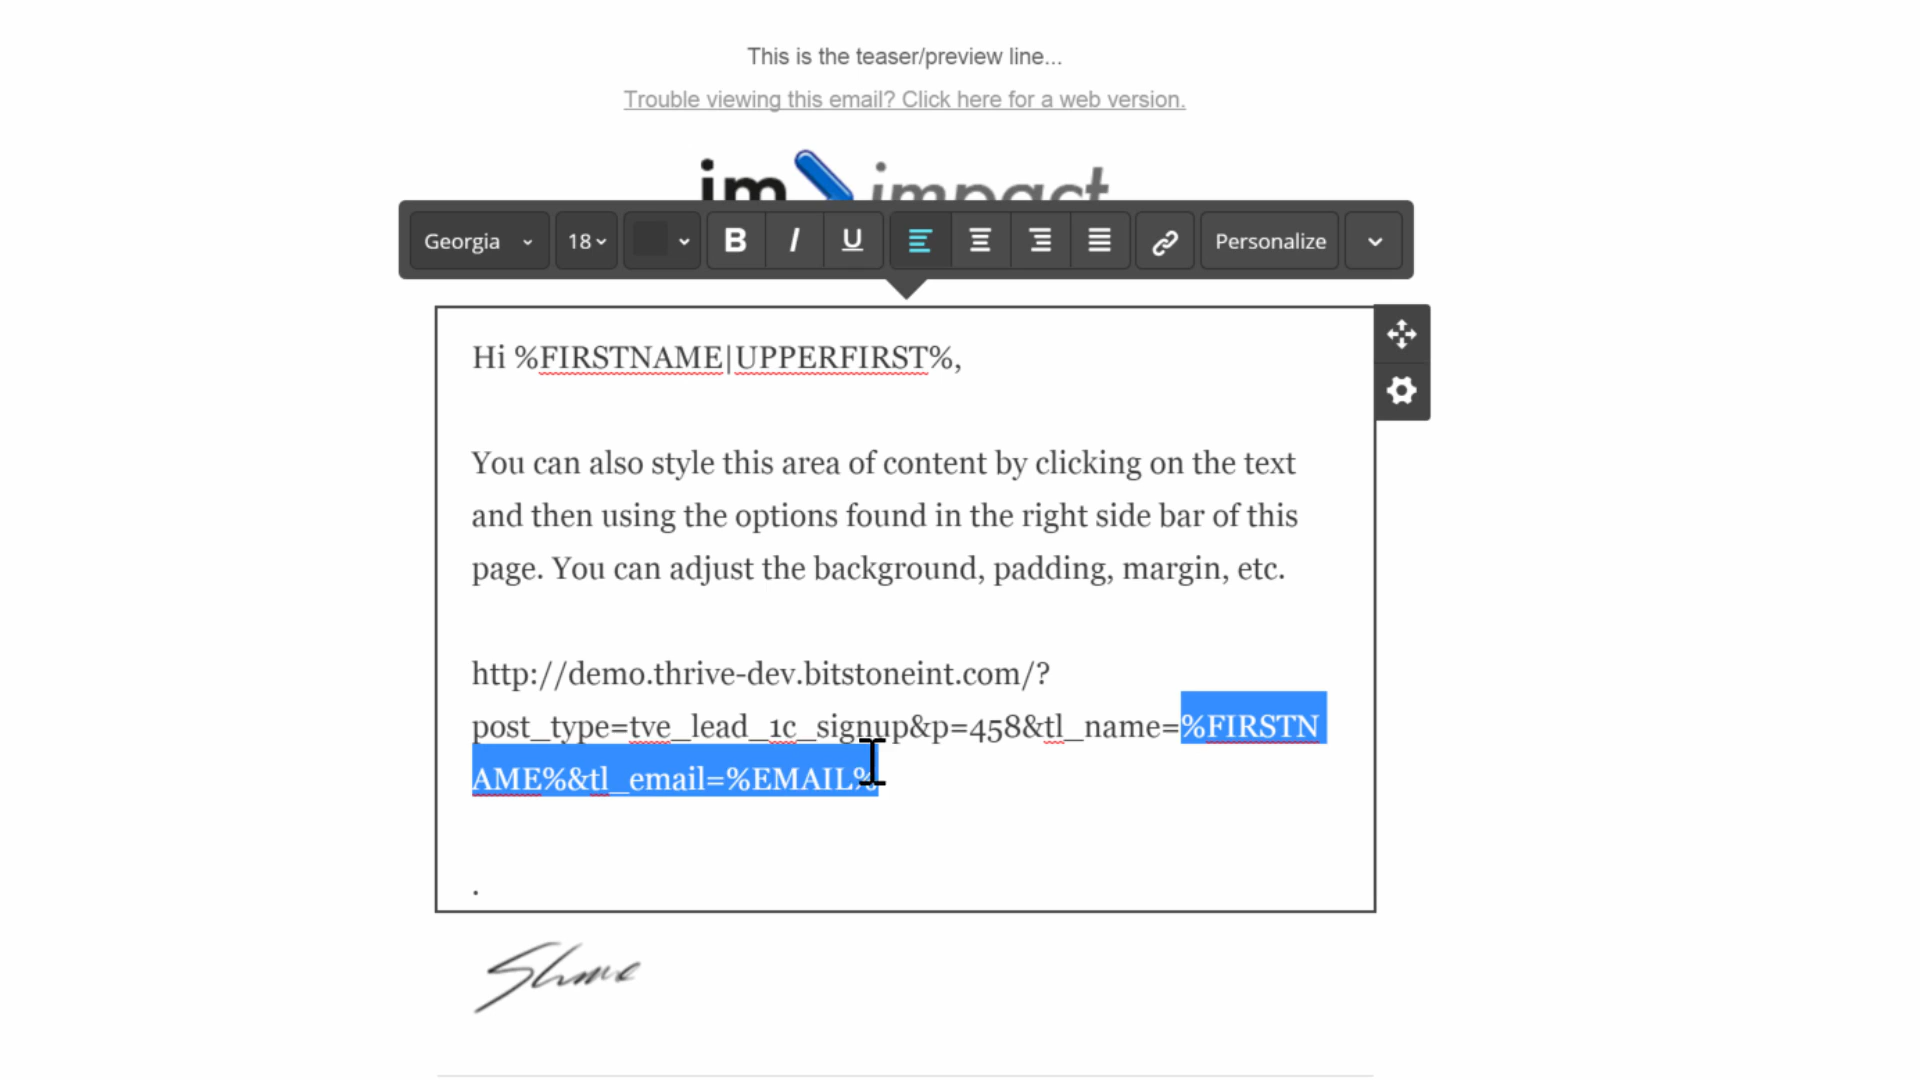 This is the teaser/preview line...
Trouble viewing this email? Click here for a web version.
im impact
Georgia 18 B I U Personalize
Hi %FIRSTNAME|UPPERFIRST%,
You can also style this area of content by clicking on the text
and then using the options found in the right side bar of this
page. You can adjust the background, padding, margin, etc.
http://demo.thrive-dev.bitstoneint.com/?
post_type=tve_lead_1c_signup&p=458&tl_name=%FIRSTN
AME%&tl_email=%EMAIL%
.
Shane